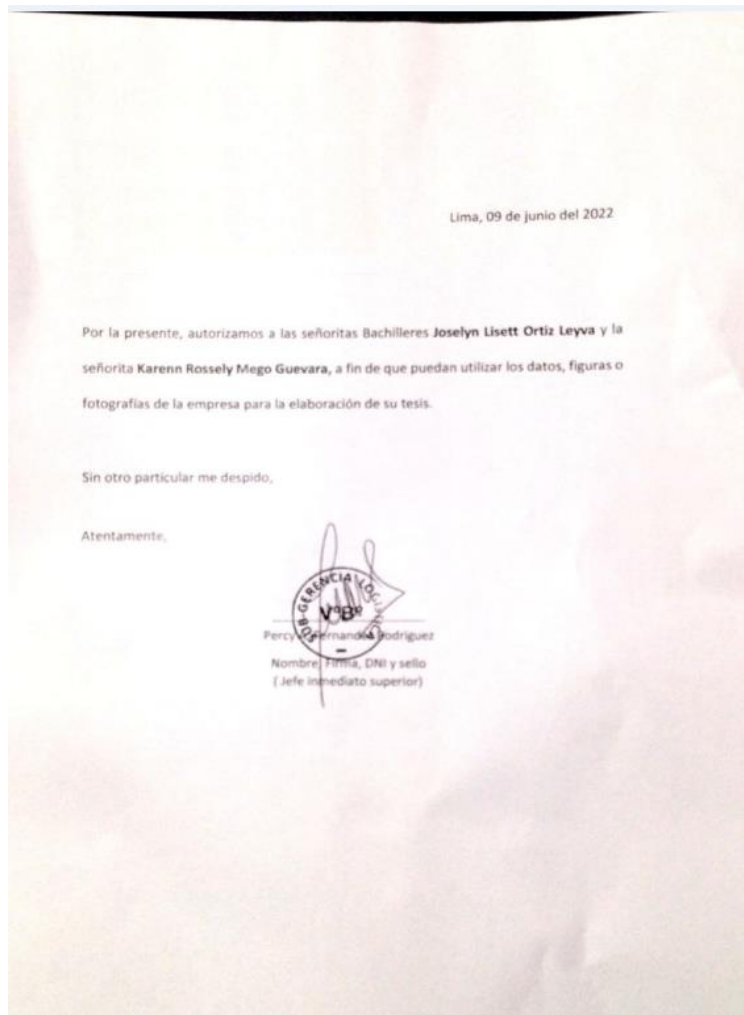 Lima, 09 de junio del 2022
Por la presente, autorizamos a las señoritas Bachilleres Joselyn Lisett Ortiz Leyva y la
señorita Karenn Rossely Mego Guevara, a fin de que puedan utilizar los datos, figuras o
fotografías de la empresa para la elaboración de su tesis.
Sin otro particular me despido,
Atentamente,
SUB-GERENCIA
V°B°
Percy Fernandez Rodriguez
Nombre, Firma, DNI y sello
( Jefe inmediato superior)